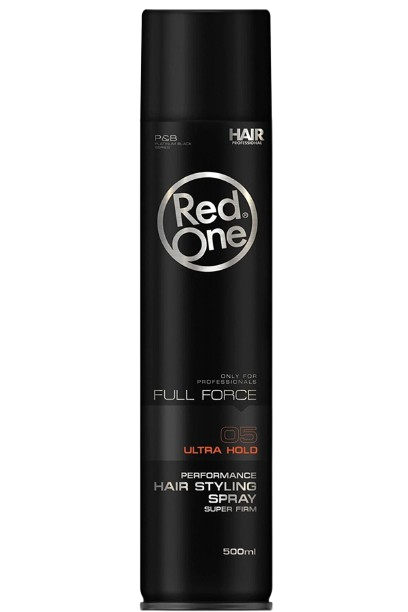 P&B
PLATINUM BLACK
SERIES
HAIR
PROFESSIONAL
Red®
One
ONLY FOR
PROFESSIONALS
FULL FORCE
05
ULTRA HOLD
PERFORMANCE
HAIR STYLING
SPRAY
SUPER FIRM
500ml